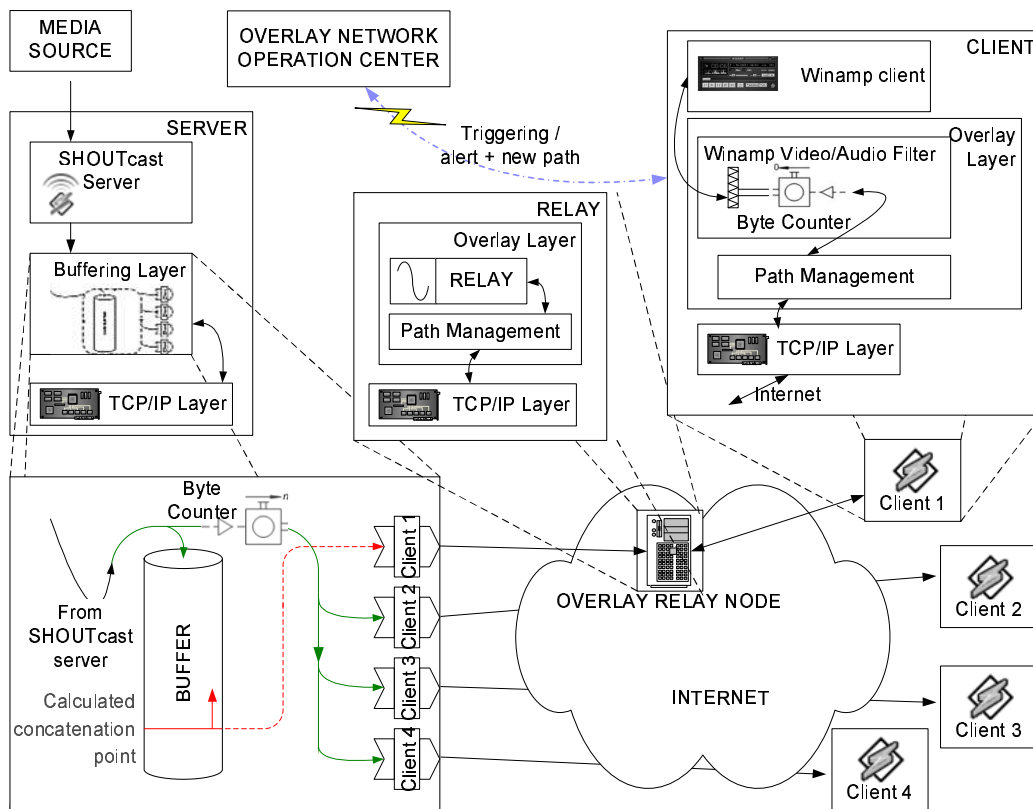 MEDIA
SOURCE
OVERLAY NETWORK
OPERATION CENTER
Triggering /
alert + new path
SERVER
SHOUTcast
Server
Buffering Layer
TCP/IP Layer
RELAY
Overlay Layer
RELAY
Path Management
TCP/IP Layer
CLIENT
Winamp client
Overlay
Layer
Winamp Video/Audio Filter
0
Byte Counter
Path Management
TCP/IP Layer
Internet
Byte
Counter
n
From
SHOUTcast
server
BUFFER
Calculated
concatenation
point
Client 1
Client 2
Client 3
Client 4
OVERLAY RELAY NODE
INTERNET
Client 1
Client 2
Client 3
Client 4